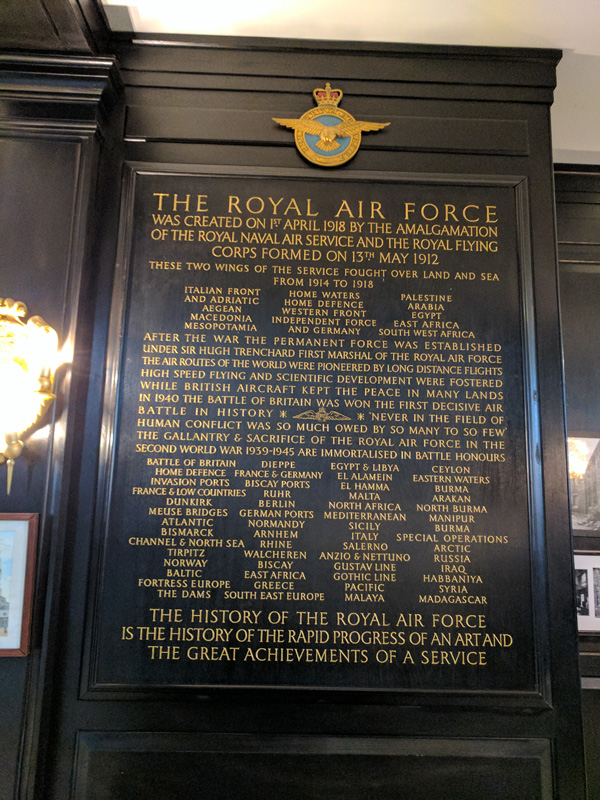 THE ROYAL AIR FORCE
WAS CREATED ON 1ST APRIL 1918 BY THE AMALGAMATION
OF THE ROYAL NAVAL AIR SERVICE AND THE ROYAL FLYING
CORPS FORMED ON 13TH MAY 1912
THESE TWO WINGS OF THE SERVICE FOUGHT OVER LAND AND SEA
FROM 1914 TO 1918
ITALIAN FRONT HOME WATERS PALESTINE
AND ADRIATIC HOME DEFENCE ARABIA
AEGEAN WESTERN FRONT EGYPT
MACEDONIA INDEPENDENT FORCE EAST AFRICA
MESOPOTAMIA AND GERMANY SOUTH WEST AFRICA
AFTER THE WAR THE PERMANENT FORCE WAS ESTABLISHED
UNDER SIR HUGH TRENCHARD FIRST MARSHAL OF THE ROYAL AIR FORCE
THE AIR ROUTES OF THE WORLD WERE PIONEERED BY LONG DISTANCE FLIGHTS
HIGH SPEED FLYING AND SCIENTIFIC DEVELOPMENT WERE FOSTERED
WHILE BRITISH AIRCRAFT KEPT THE PEACE IN MANY LANDS
IN 1940 THE BATTLE OF BRITAIN WAS WON THE FIRST DECISIVE AIR
BATTLE IN HISTORY * * 'NEVER IN THE FIELD OF
HUMAN CONFLICT WAS SO MUCH OWED BY SO MANY TO SO FEW'
THE GALLANTRY & SACRIFICE OF THE ROYAL AIR FORCE IN THE
SECOND WORLD WAR 1939-1945 ARE IMMORTALISED IN BATTLE HONOURS
BATTLE OF BRITAIN DIEPPE EGYPT & LIBYA CEYLON
HOME DEFENCE FRANCE & GERMANY EL ALAMEIN EASTERN WATERS
INVASION PORTS BISCAY PORTS EL HAMMA BURMA
FRANCE & LOW COUNTRIES RUHR MALTA ARAKAN
DUNKIRK BERLIN NORTH AFRICA NORTH BURMA
MEUSE BRIDGES GERMAN PORTS MEDITERRANEAN MANIPUR
ATLANTIC NORMANDY SICILY BURMA
BISMARCK ARNHEM ITALY SPECIAL OPERATIONS
CHANNEL & NORTH SEA RHINE SALERNO ARCTIC
TIRPITZ WALCHEREN ANZIO & NETTUNO RUSSIA
NORWAY BISCAY GUSTAV LINE IRAQ
BALTIC EAST AFRICA GOTHIC LINE HABBANIYA
FORTRESS EUROPE GREECE PACIFIC SYRIA
THE DAMS SOUTH EAST EUROPE MALAYA MADAGASCAR
THE HISTORY OF THE ROYAL AIR FORCE
IS THE HISTORY OF THE RAPID PROGRESS OF AN ART AND
THE GREAT ACHIEVEMENTS OF A SERVICE